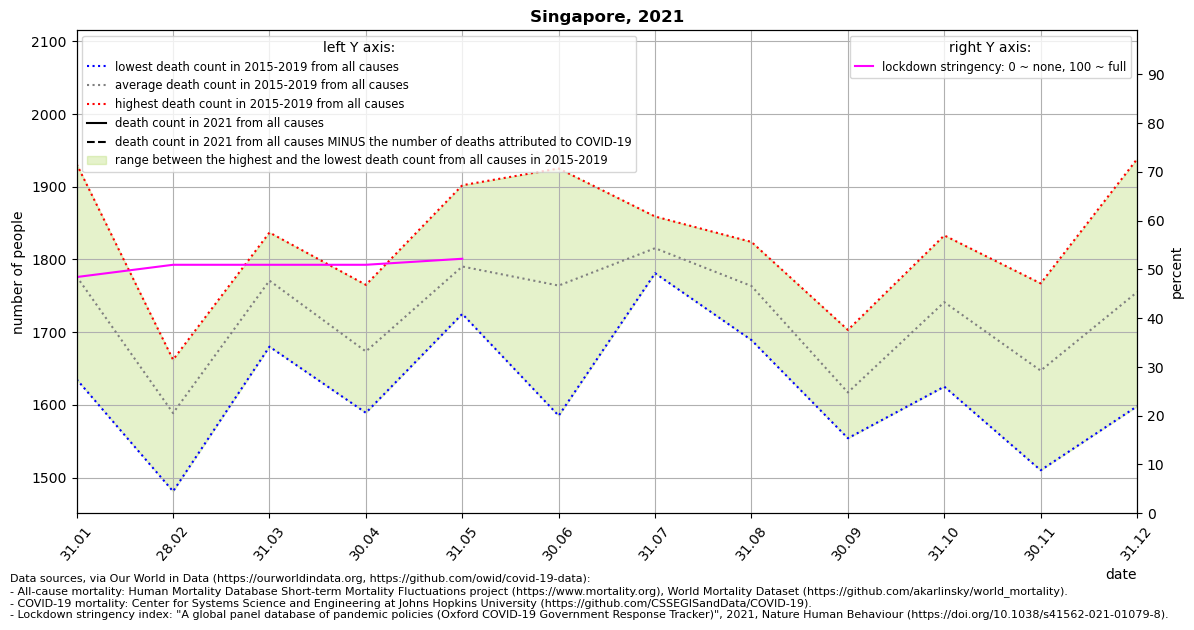 Singapore, 2021
left Y axis:
lowest death count in 2015-2019 from all causes
average death count in 2015-2019 from all causes
highest death count in 2015-2019 from all causes
death count in 2021 from all causes
death count in 2021 from all causes MINUS the number of deaths attributed to COVID-19
range between the highest and the lowest death count from all causes in 2015-2019
right Y axis:
lockdown stringency: 0 ~ none, 100 ~ full
number of people
2100
2000
1900
1800
1700
1600
1500
percent
90
80
70
60
50
40
30
20
10
0
31.01
28.02
31.03
30.04
31.05
30.06
31.07
31.08
30.09
31.10
30.11
31.12
date
Data sources, via Our World in Data (https://ourworldindata.org, https://github.com/owid/covid-19-data):
- All-cause mortality: Human Mortality Database Short-term Mortality Fluctuations project (https://www.mortality.org), World Mortality Dataset (https://github.com/akarlinsky/world_mortality).
- COVID-19 mortality: Center for Systems Science and Engineering at Johns Hopkins University (https://github.com/CSSEGISandData/COVID-19).
- Lockdown stringency index: "A global panel database of pandemic policies (Oxford COVID-19 Government Response Tracker)", 2021, Nature Human Behaviour (https://doi.org/10.1038/s41562-021-01079-8).